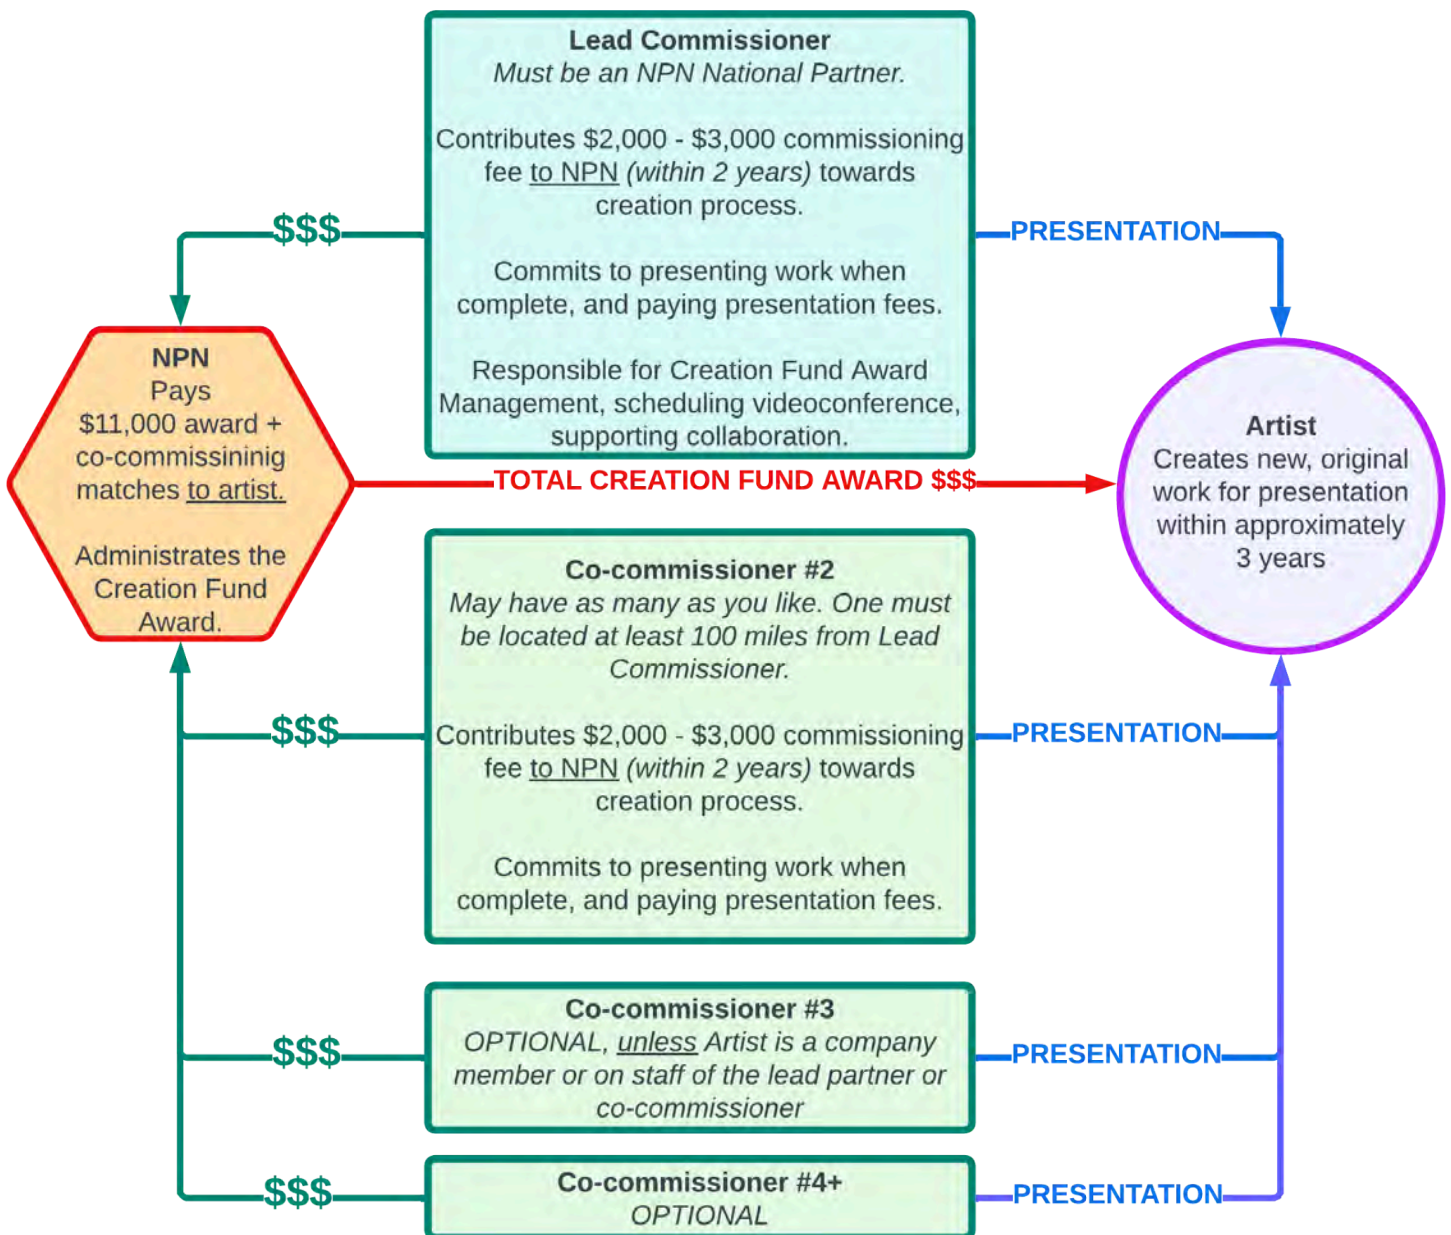 Lead Commissioner
Must be an NPN National Partner.
Contributes $2,000 - $3,000 commissioning
fee to NPN (within 2 years) towards
creation process.
Commits to presenting work when
complete, and paying presentation fees.
Responsible for Creation Fund Award
Management, scheduling videoconference,
supporting collaboration.
$$$
PRESENTATION
NPN
Pays
$11,000 award +
co-commissininig
matches to artist.
Administrates the
Creation Fund
Award.
TOTAL CREATION FUND AWARD $$$
Artist
Creates new, original
work for presentation
within approximately
3 years
Co-commissioner #2
May have as many as you like. One must
be located at least 100 miles from Lead
Commissioner.
Contributes $2,000 - $3,000 commissioning
fee to NPN (within 2 years) towards
creation process.
Commits to presenting work when
complete, and paying presentation fees.
$$$
PRESENTATION
Co-commissioner #3
OPTIONAL, unless Artist is a company
member or on staff of the lead partner or
co-commissioner
$$$
PRESENTATION
Co-commissioner #4+
OPTIONAL
$$$
PRESENTATION